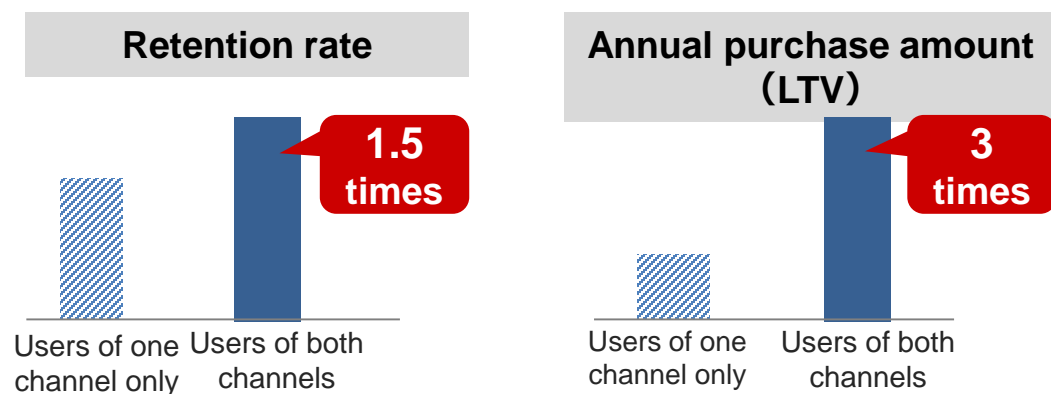 Retention rate
1.5
times
Users of one
channel only
Users of both
channels
Annual purchase amount
（LTV）
3
times
Users of one
channel only
Users of both
channels